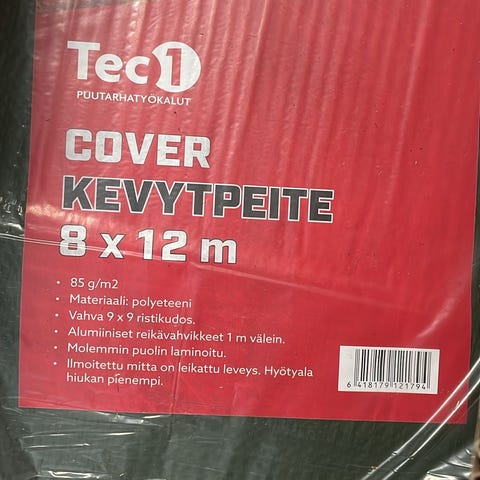 Tec1
PUUTARHATYÖKALUT
COVER
KEVYTPEITE
8 x 12 m
• 85 g/m2
• Materiaali: polyeteeni
• Vahva 9 x 9 ristikudos.
• Alumiiniset reikävahvikkeet 1 m välein.
• Molemmin puolin laminoitu.
• Ilmoitettu mitta on leikattu leveys. Hyötyala
hiukan pienempi.
6 418179 121794